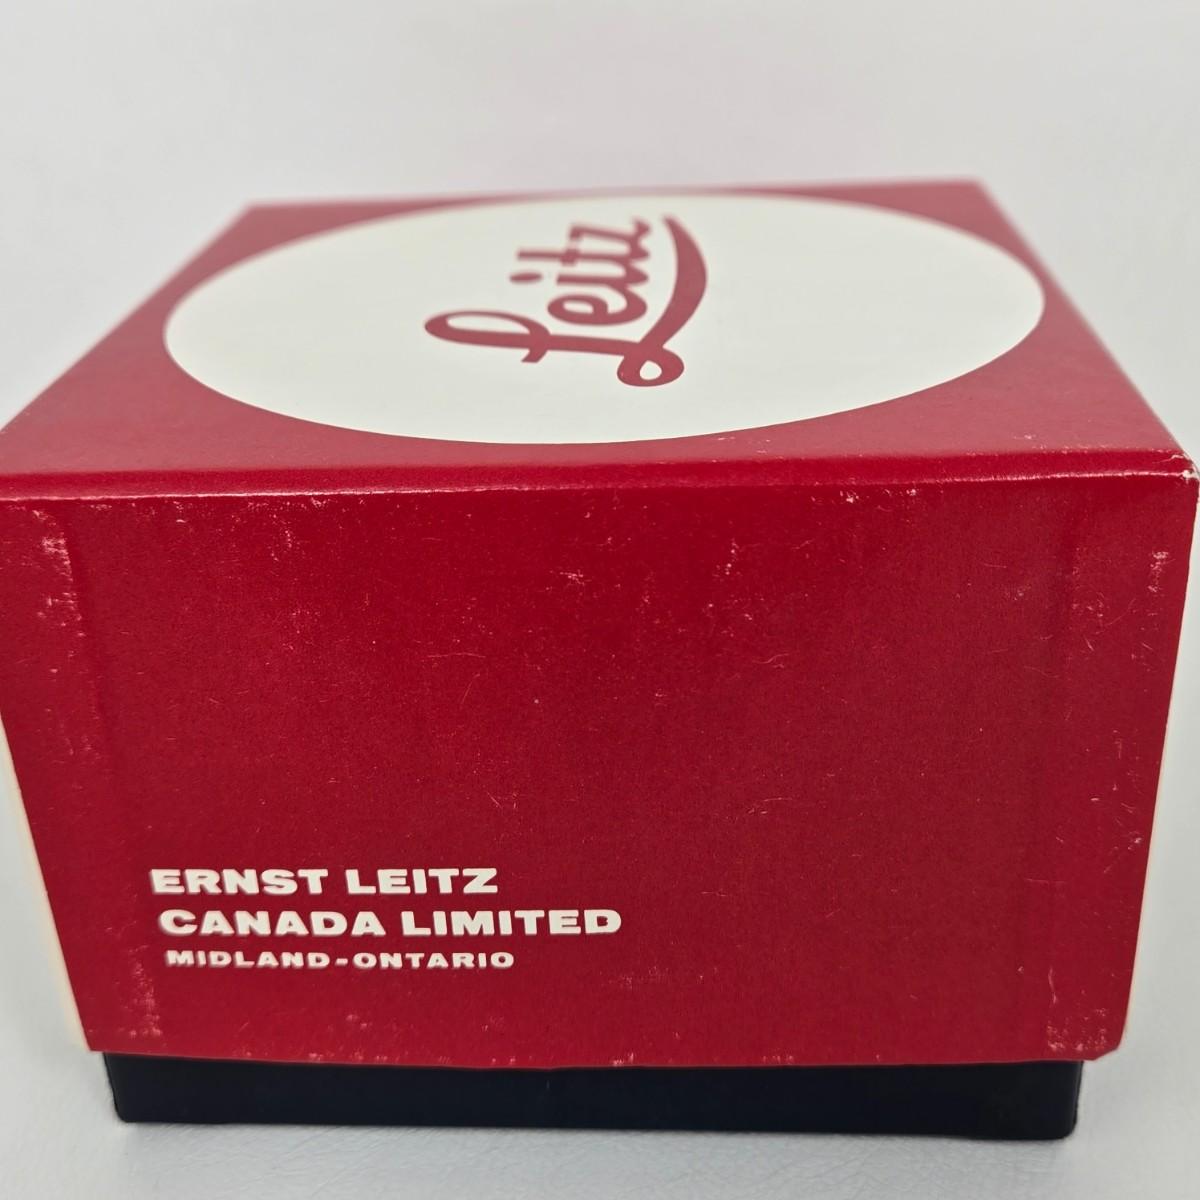 Leitz
ERNST LEITZ
CANADA LIMITED
MIDLAND-ONTARIO